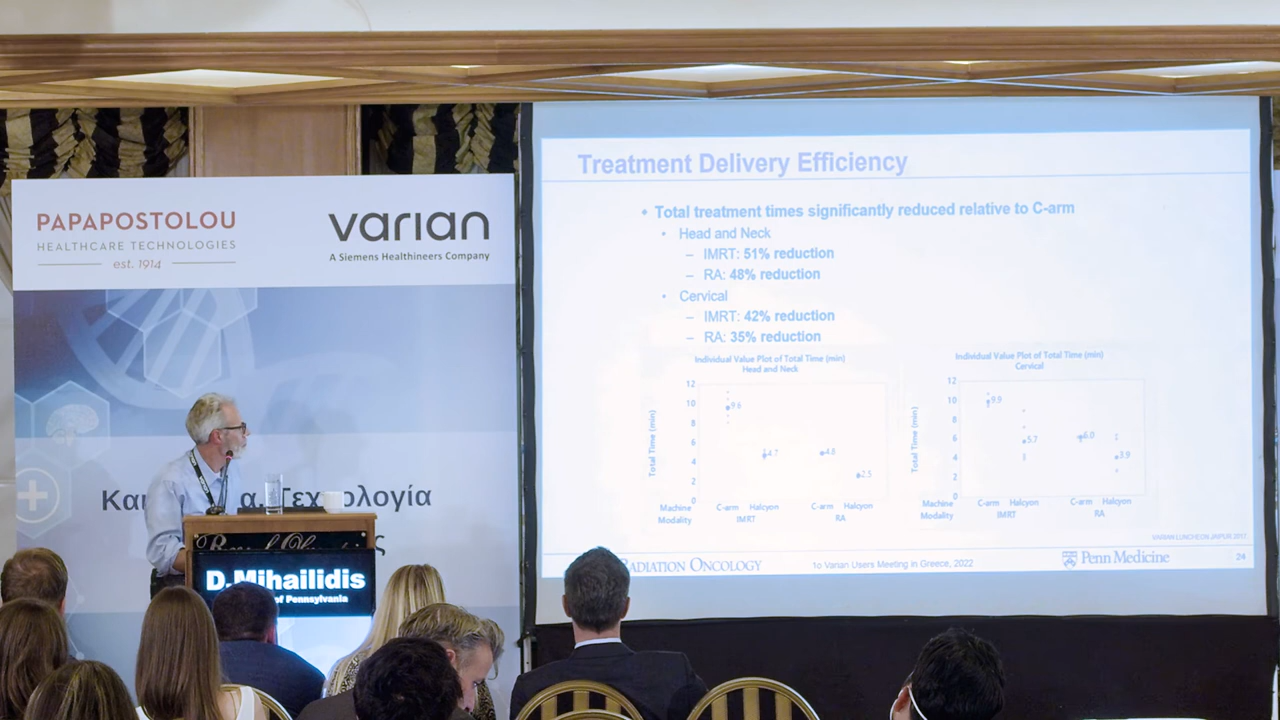 PAPAPOSTOLOU
HEALTHCARE TECHNOLOGIES
est. 1914
varian
A Siemens Healthineers Company
D.Mihailidis
of Pennsylvania
Treatment Delivery Efficiency
• Total treatment times significantly reduced relative to C-arm
• Head and Neck
– IMRT: 51% reduction
– RA: 48% reduction
• Cervical
– IMRT: 42% reduction
– RA: 35% reduction
Individual Value Plot of Total Time (min)
Head and Neck
Total Time (min)
12
10
8
6
4
2
0
9.6
4.7
4.8
2.5
Machine C-arm Halcyon C-arm Halcyon
Modality IMRT RA
Individual Value Plot of Total Time (min)
Cervical
Total Time (min)
12
10
8
6
4
2
0
9.9
5.7
6.0
3.9
Machine C-arm Halcyon C-arm Halcyon
Modality IMRT RA
VARIAN LUNCHEON JAIPUR 2017
RADIATION ONCOLOGY
1o Varian Users Meeting in Greece, 2022
Penn Medicine
24